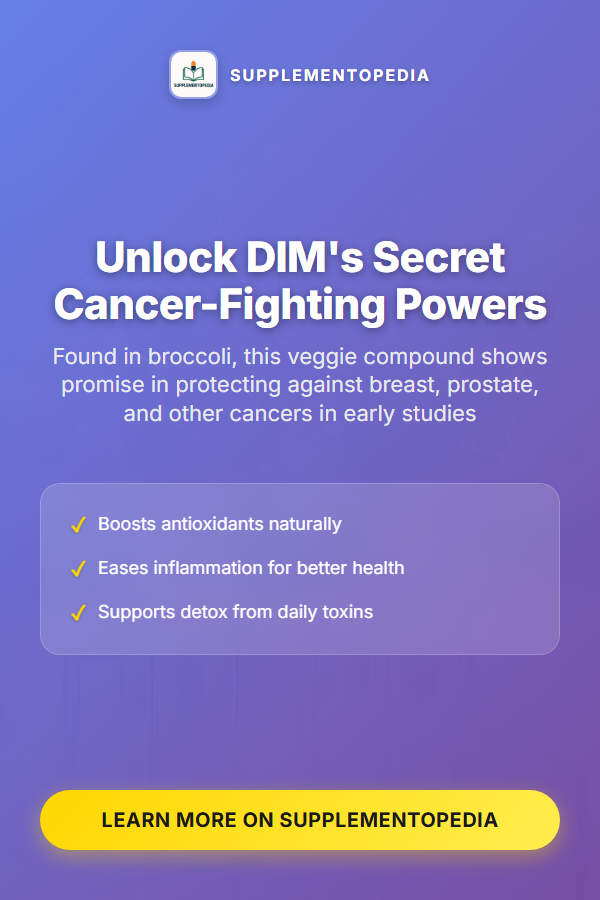 SUPPLEMENTOPEDIA
SUPPLEMENTOPEDIA
Unlock DIM's Secret
Cancer-Fighting Powers
Found in broccoli, this veggie compound shows
promise in protecting against breast, prostate,
and other cancers in early studies
✓ Boosts antioxidants naturally
✓ Eases inflammation for better health
✓ Supports detox from daily toxins
LEARN MORE ON SUPPLEMENTOPEDIA